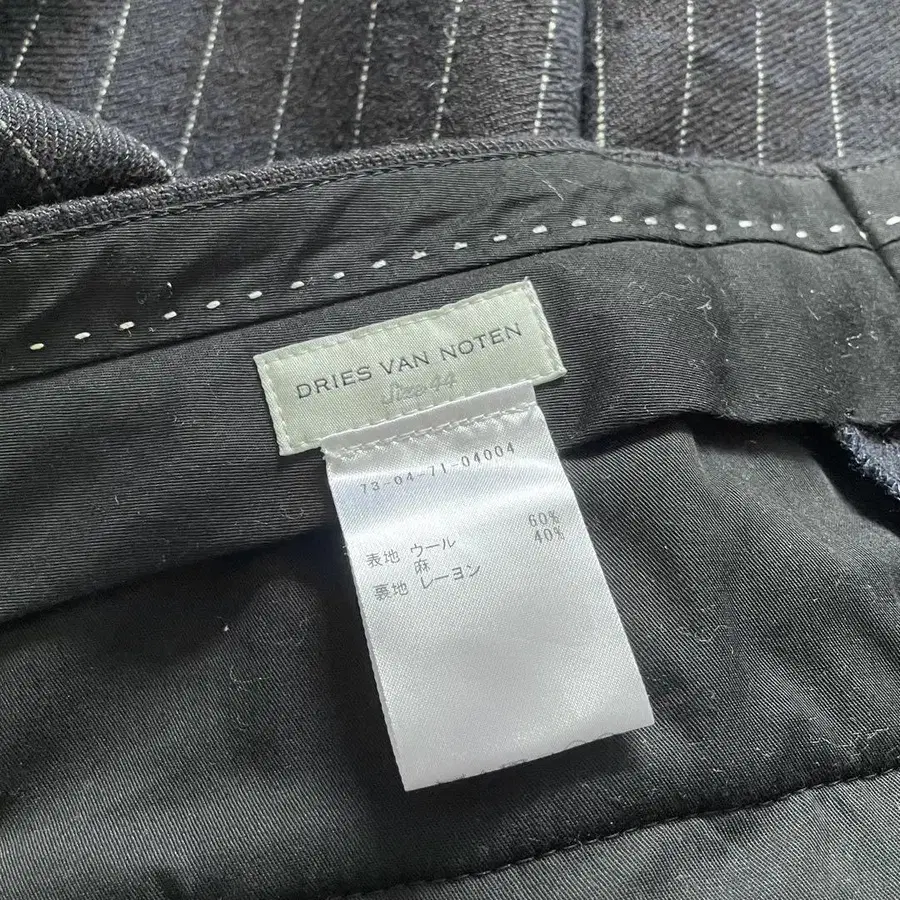 DRIES VAN NOTEN
Size 44
73-04-71-04004
表地 ウール 60%
麻 40%
裏地 レーヨン